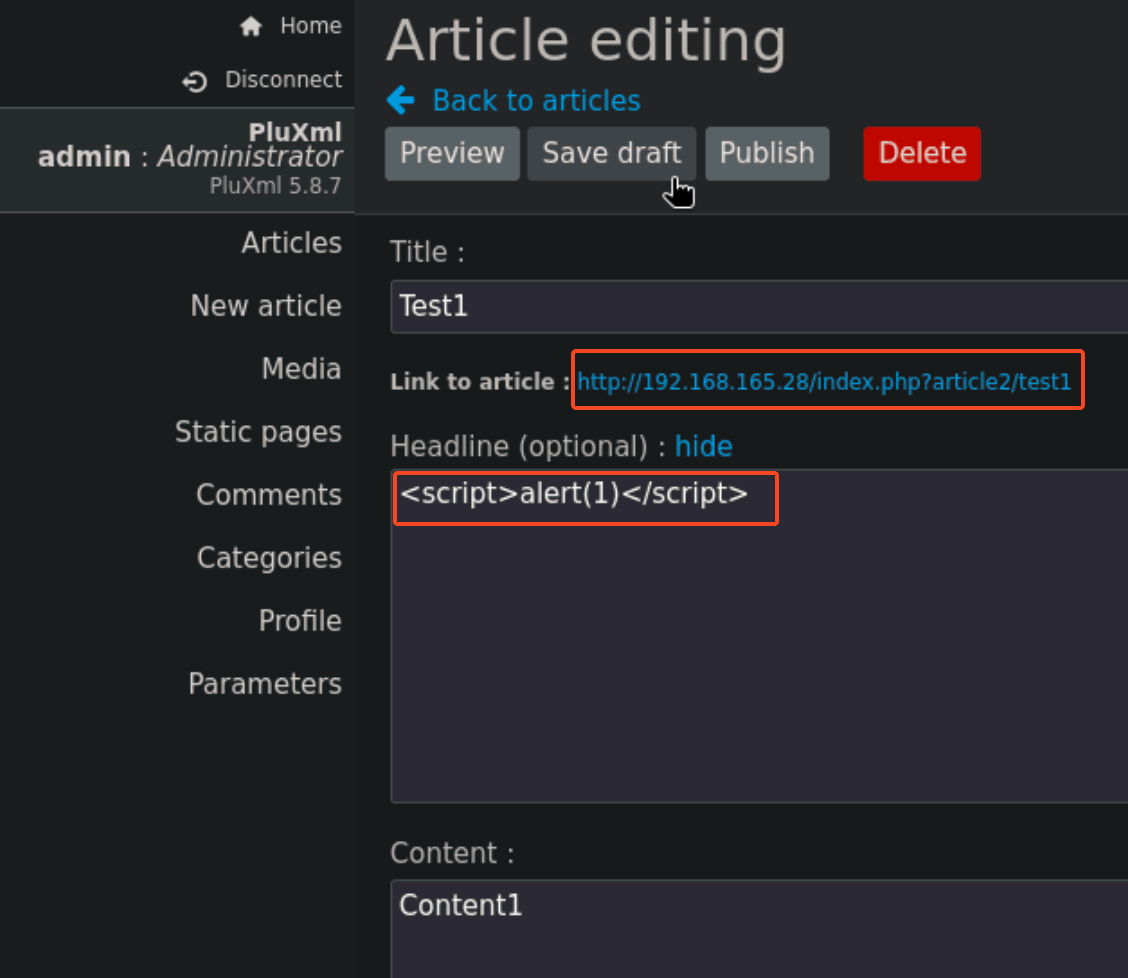 Home
Disconnect
PluXml
admin : Administrator
PluXml 5.8.7
Articles
New article
Media
Static pages
Comments
Categories
Profile
Parameters
Article editing
Back to articles
Preview Save draft Publish Delete
Title :
Test1
Link to article : http://192.168.165.28/index.php?article2/test1
Headline (optional) : hide
<script>alert(1)</script>
Content :
Content1